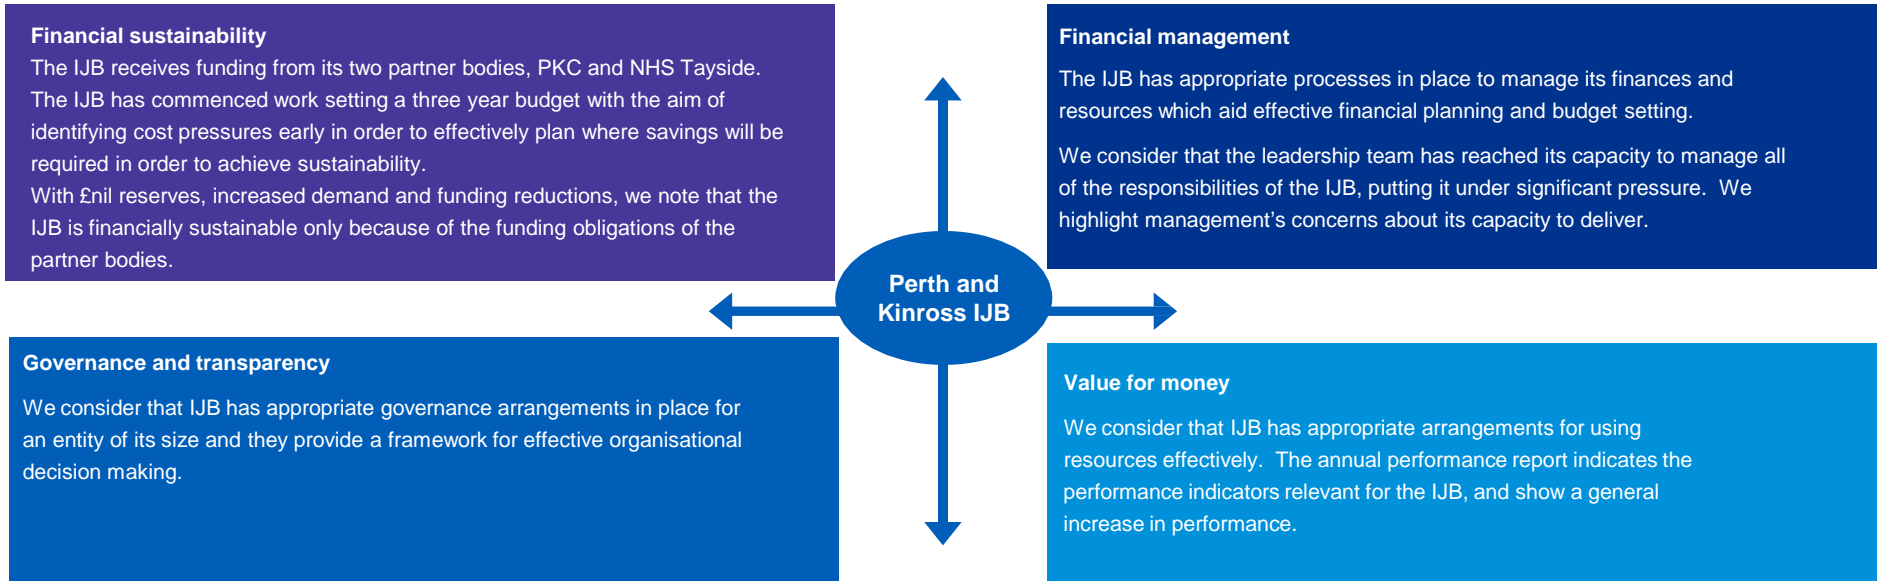 Financial sustainability
The IJB receives funding from its two partner bodies, PKC and NHS Tayside.
The IJB has commenced work setting a three year budget with the aim of
identifying cost pressures early in order to effectively plan where savings will be
required in order to achieve sustainability.
With £nil reserves, increased demand and funding reductions, we note that the
IJB is financially sustainable only because of the funding obligations of the
partner bodies.
Financial management
The IJB has appropriate processes in place to manage its finances and
resources which aid effective financial planning and budget setting.
We consider that the leadership team has reached its capacity to manage all
of the responsibilities of the IJB, putting it under significant pressure.  We
highlight management's concerns about its capacity to deliver.
Perth and
Kinross IJB
Governance and transparency
We consider that IJB has appropriate governance arrangements in place for
an entity of its size and they provide a framework for effective organisational
decision making.
Value for money
We consider that IJB has appropriate arrangements for using
resources effectively.  The annual performance report indicates the
performance indicators relevant for the IJB, and show a general
increase in performance.